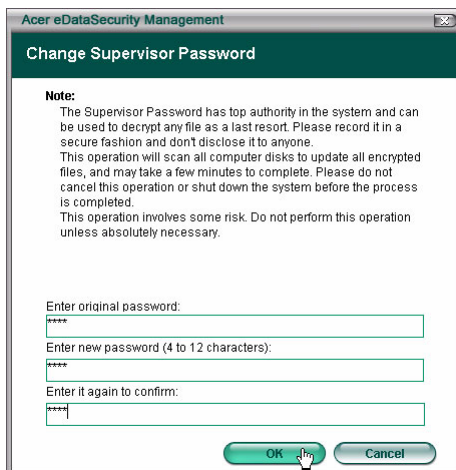 Acer eDataSecurity Management
Change Supervisor Password
Note:
The Supervisor Password has top authority in the system and can
be used to decrypt any file as a last resort. Please record it in a
secure fashion and don't disclose it to anyone.
This operation will scan all computer disks to update all encrypted
files, and may take a few minutes to complete. Please do not
cancel this operation or shut down the system before the process
is completed.
This operation involves some risk. Do not perform this operation
unless absolutely necessary.
Enter original password:
****
Enter new password (4 to 12 characters):
****
Enter it again to confirm:
****
OK Cancel